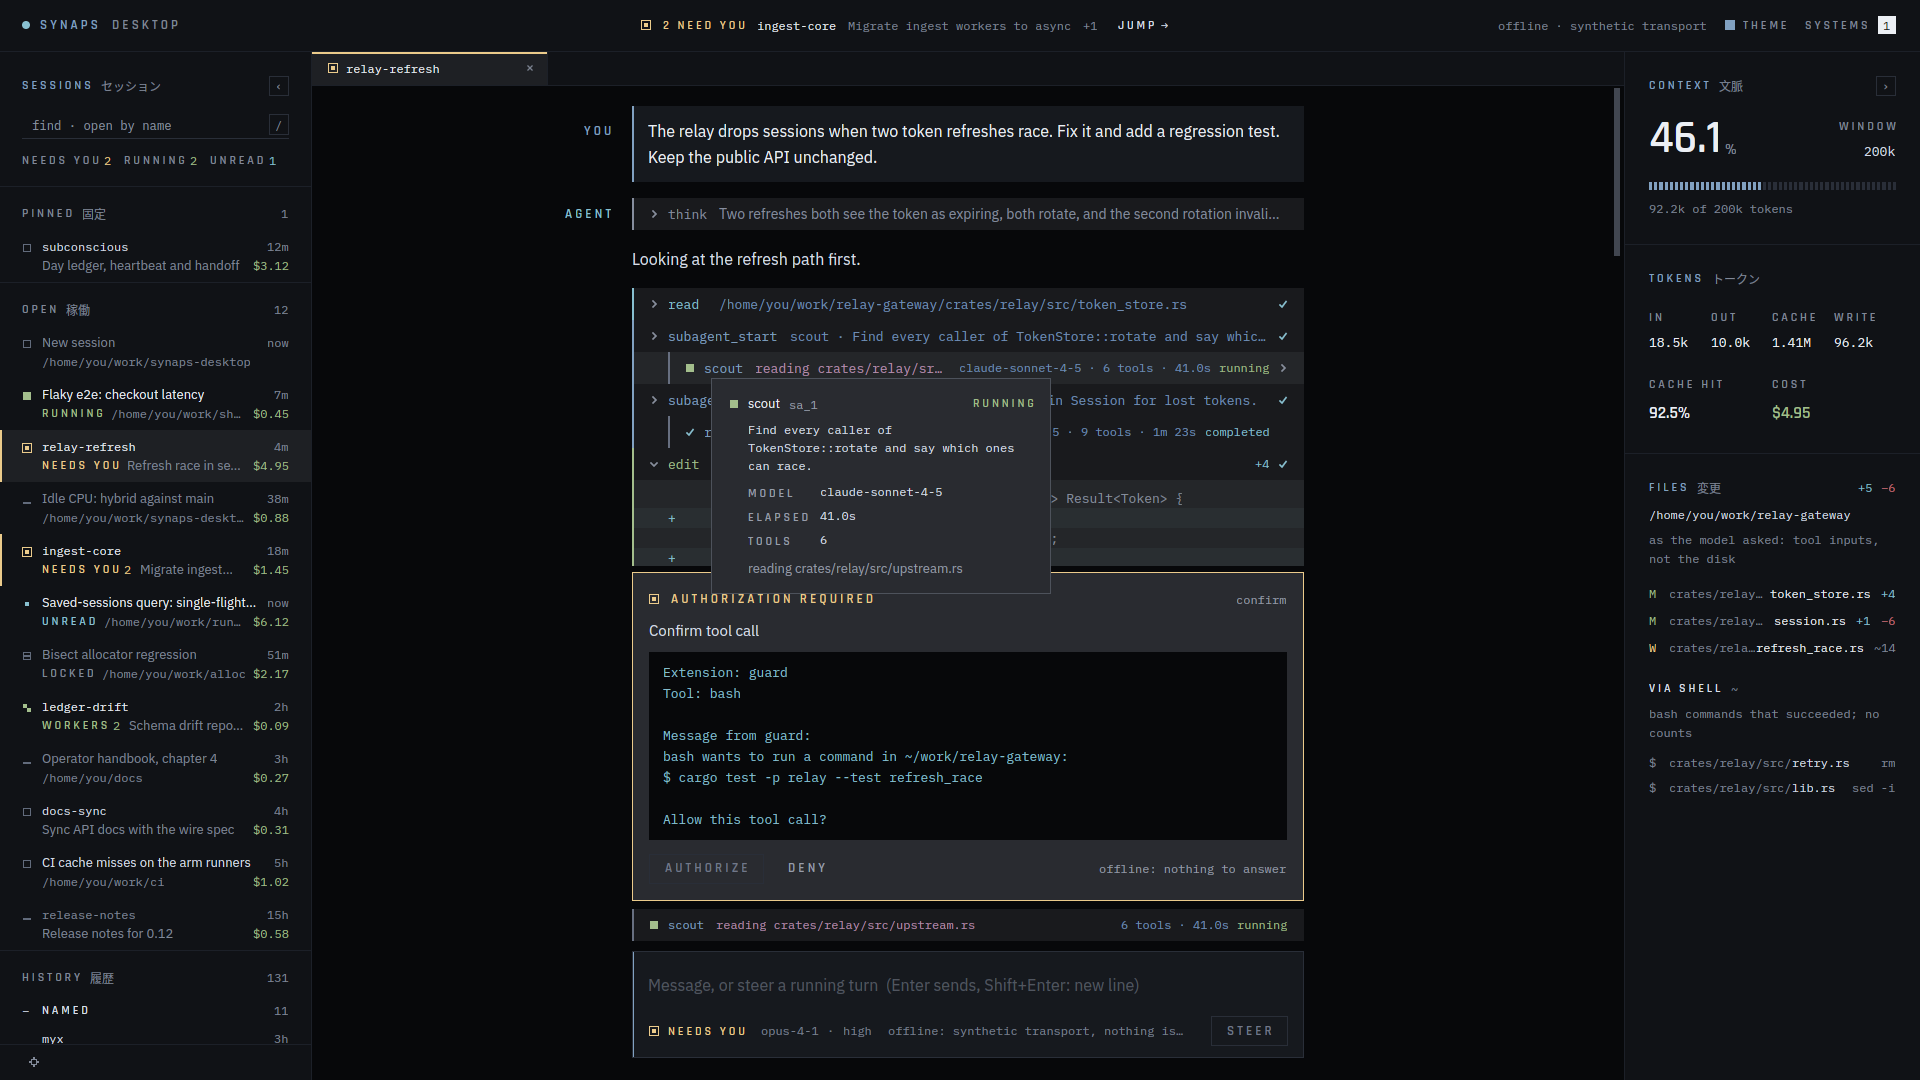 SYNAPS DESKTOP
2 NEED YOU ingest-core Migrate ingest workers to async +1 JUMP →
offline · synthetic transport THEME SYSTEMS 1
SESSIONS セッション ‹
find · open by name /
NEEDS YOU 2 RUNNING 2 UNREAD 1
PINNED 固定 1
subconscious 12m
Day ledger, heartbeat and handoff $3.12
OPEN 稼働 12
New session now
/home/you/work/synaps-desktop
Flaky e2e: checkout latency 7m
RUNNING /home/you/work/sh… $0.45
relay-refresh 4m
NEEDS YOU Refresh race in se… $4.95
Idle CPU: hybrid against main 38m
/home/you/work/synaps-deskt… $0.88
ingest-core 18m
NEEDS YOU 2 Migrate ingest… $1.45
Saved-sessions query: single-flight… now
UNREAD /home/you/work/run… $6.12
Bisect allocator regression 51m
LOCKED /home/you/work/alloc $2.17
ledger-drift 2h
WORKERS 2 Schema drift repo… $0.09
Operator handbook, chapter 4 3h
/home/you/docs $0.27
docs-sync 4h
Sync API docs with the wire spec $0.31
CI cache misses on the arm runners 5h
/home/you/work/ci $1.02
release-notes 15h
Release notes for 0.12 $0.58
HISTORY 履歴 131
– NAMED 11
myx 3h
relay-refresh ×
YOU
The relay drops sessions when two token refreshes race. Fix it and add a regression test.
Keep the public API unchanged.
AGENT
think Two refreshes both see the token as expiring, both rotate, and the second rotation invali…
Looking at the refresh path first.
read /home/you/work/relay-gateway/crates/relay/src/token_store.rs ✓
subagent_start scout · Find every caller of TokenStore::rotate and say whic… ✓
scout reading crates/relay/sr… claude-sonnet-4-5 · 6 tools · 41.0s running
in Session for lost tokens. ✓
✓ 5 · 9 tools · 1m 23s completed
edit +4 ✓
> Result<Token> {
+
;
+
scout sa_1 RUNNING
Find every caller of
TokenStore::rotate and say which ones
can race.
MODEL claude-sonnet-4-5
ELAPSED 41.0s
TOOLS 6
reading crates/relay/src/upstream.rs
AUTHORIZATION REQUIRED confirm
Confirm tool call
Extension: guard
Tool: bash
Message from guard:
bash wants to run a command in ~/work/relay-gateway:
$ cargo test -p relay --test refresh_race
Allow this tool call?
AUTHORIZE DENY offline: nothing to answer
scout reading crates/relay/src/upstream.rs 6 tools · 41.0s running
Message, or steer a running turn (Enter sends, Shift+Enter: new line)
NEEDS YOU opus-4-1 · high offline: synthetic transport, nothing is… STEER
CONTEXT 文脈 ›
46.1% WINDOW
200k
92.2k of 200k tokens
TOKENS トークン
IN OUT CACHE WRITE
18.5k 10.0k 1.41M 96.2k
CACHE HIT COST
92.5% $4.95
FILES 変更 +5 −6
/home/you/work/relay-gateway
as the model asked: tool inputs,
not the disk
M crates/relay… token_store.rs +4
M crates/relay… session.rs +1 −6
W crates/rela…refresh_race.rs ~14
VIA SHELL ~
bash commands that succeeded; no
counts
$ crates/relay/src/retry.rs rm
$ crates/relay/src/lib.rs sed -i